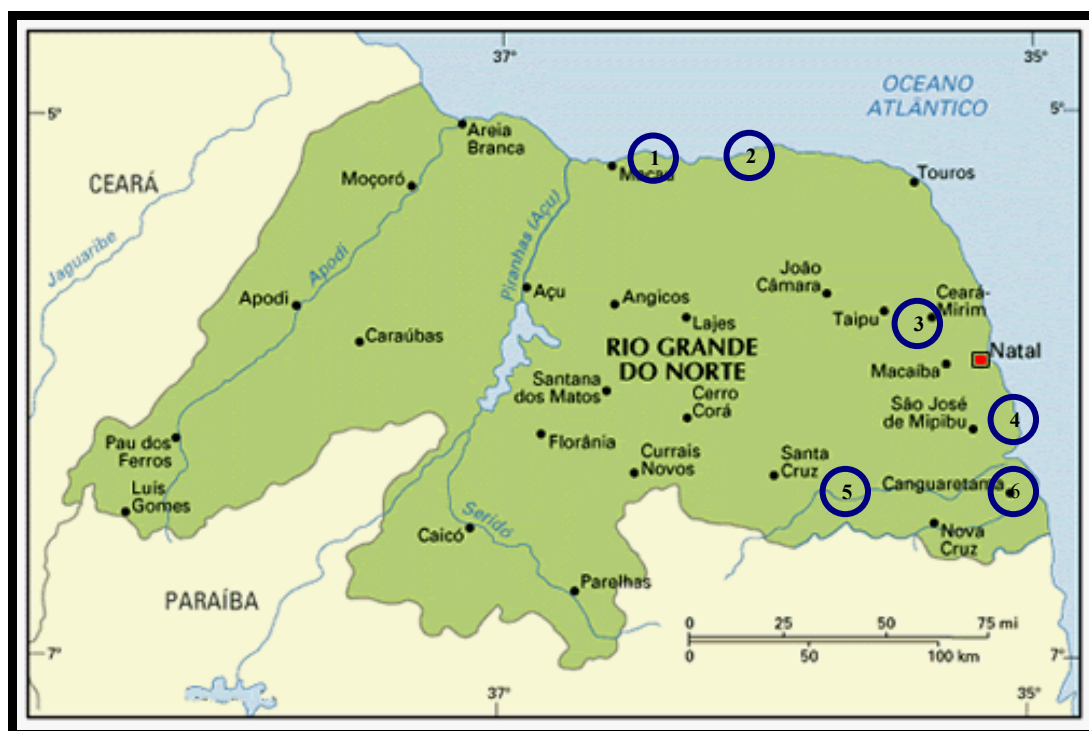 37°
35°
OCEANO
ATLÂNTICO
5°
5°
Areia
Branca
CEARÁ
Moçoró
1
2
Macau
Touros
Jaguaribe
Apodi
Piranhas (Açu)
João
Câmara
Apodi
Açu
Angicos
Lajes
Taipu
3
Ceará-
Mirim
Caraúbas
RIO GRANDE
DO NORTE
Natal
Macaíba
Santana
dos Matos
Cerro
Corá
São José
de Mipibu
4
Pau dos
Ferros
Florânia
Currais
Novos
Santa
Cruz
5
Canguaretama
6
Luís
Gomes
Caicó
Seridó
Nova
Cruz
PARAÍBA
Parelhas
0 25 50 75 mi
0 50 100 km
7°
7°
37°
35°